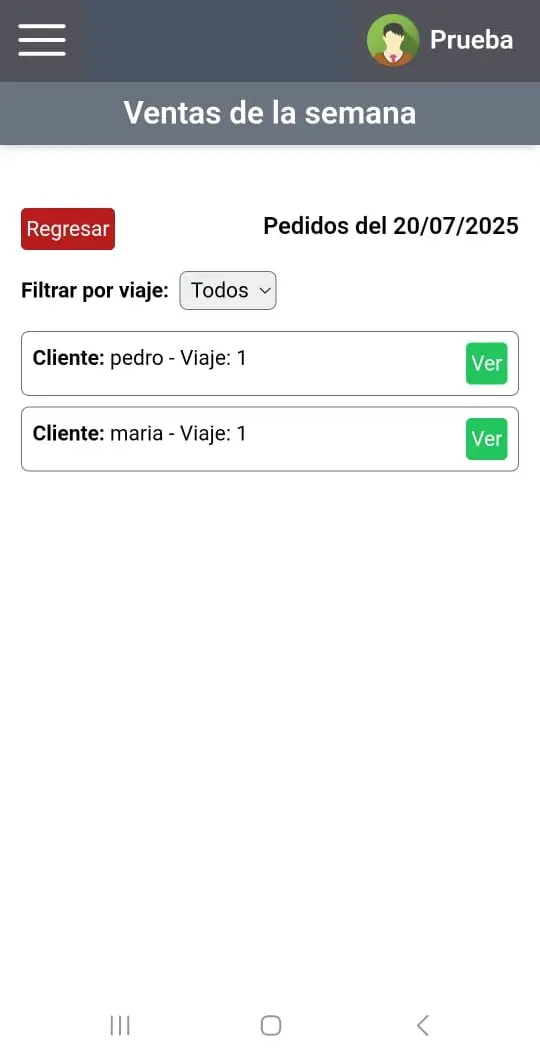 Prueba
Ventas de la semana
Regresar
Pedidos del 20/07/2025
Filtrar por viaje: Todos
Cliente: pedro - Viaje: 1
Ver
Cliente: maria - Viaje: 1
Ver